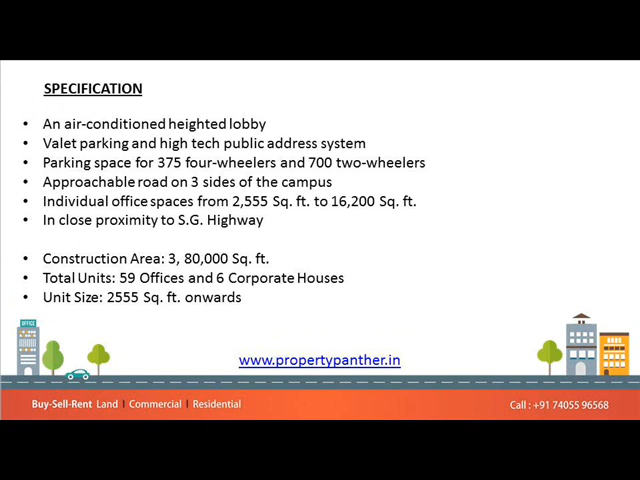 SPECIFICATION
• An air-conditioned heighted lobby
• Valet parking and high tech public address system
• Parking space for 375 four-wheelers and 700 two-wheelers
• Approachable road on 3 sides of the campus
• Individual office spaces from 2,555 Sq. ft. to 16,200 Sq. ft.
• In close proximity to S.G. Highway
• Construction Area: 3, 80,000 Sq. ft.
• Total Units: 59 Offices and 6 Corporate Houses
• Unit Size: 2555 Sq. ft. onwards
OFFICE
www.propertypanther.in
Buy-Sell-Rent Land I Commercial I Residential
Call : +91 74055 96568